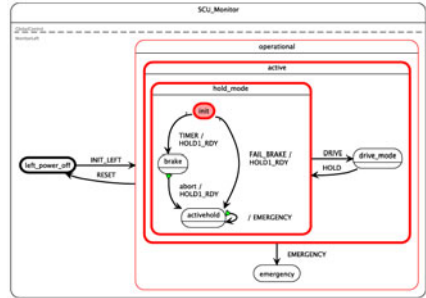 SCU_Monitor
operational
active
hold_mode
init
TIMER /
HOLD1_RDY
brake
FAIL_BRAKE /
HOLD1_RDY
DRIVE
drive_mode
HOLD
left_power_off
INIT_LEFT
RESET
abort /
HOLD1_RDY
activehold
/ EMERGENCY
EMERGENCY
emergency